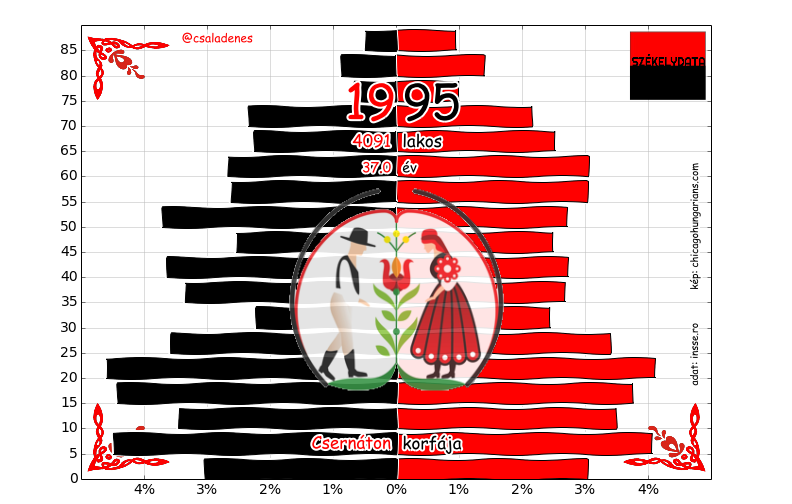 @csaladenes
SZÉKELYDATA
1995
4091 lakos
37.0 év
kép: chicagohungarians.com
adat: insse.ro
Csernáton korfája
85
80
75
70
65
60
55
50
45
40
35
30
25
20
15
10
5
0
4% 3% 2% 1% 0% 1% 2% 3% 4%